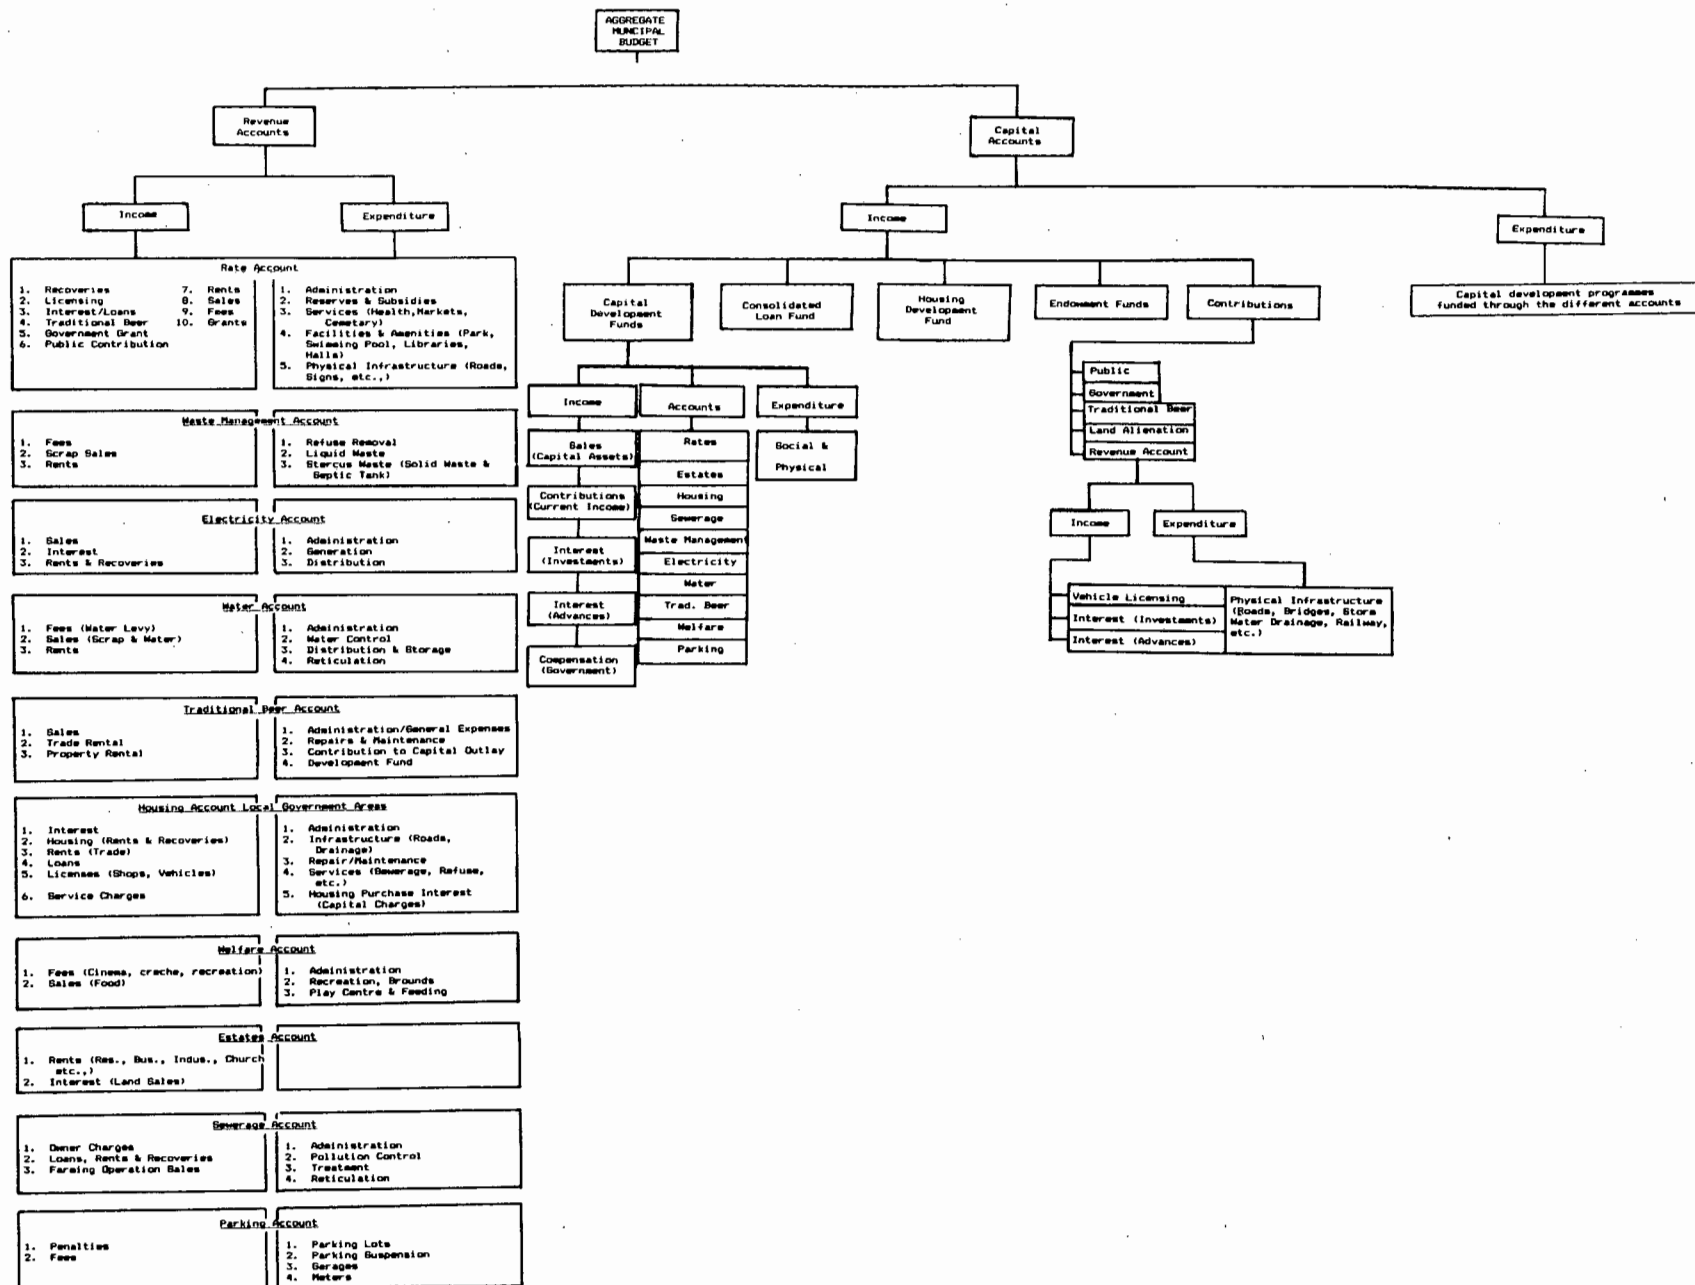 AGGREGATE
MUNCIPAL
BUDGET
Revenue
Accounts
Capital
Accounts
Income
Expenditure
Income
Expenditure
Rate Account
1. Recoveries
2. Licensing
3. Interest/Loans
4. Traditional Beer
5. Government Grant
6. Public Contribution
7. Rents
8. Sales
9. Fees
10. Grants
1. Administration
2. Reserves & Subsidies
3. Services (Health,Markets,
Cemetary)
4. Facilities & Amenities (Park,
Swimming Pool, Libraries,
Halls)
5. Physical Infrastructure (Roads,
Signs, etc.,)
Waste Management Account
1. Fees
2. Scrap Sales
3. Rents
1. Refuse Removal
2. Liquid Waste
3. Stercus Waste (Solid Waste &
Septic Tank)
Electricity Account
1. Sales
2. Interest
3. Rents & Recoveries
1. Administration
2. Generation
3. Distribution
Water Account
1. Fees (Water Levy)
2. Sales (Scrap & Water)
3. Rents
1. Administration
2. Water Control
3. Distribution & Storage
4. Reticulation
Traditional Beer Account
1. Sales
2. Trade Rental
3. Property Rental
1. Administration/General Expenses
2. Repairs & Maintenance
3. Contribution to Capital Outlay
4. Development Fund
Housing Account Local Government Areas
1. Interest
2. Housing (Rents & Recoveries)
3. Rents (Trade)
4. Loans
5. Licenses (Shops, Vehicles)
6. Service Charges
1. Administration
2. Infrastructure (Roads,
Drainage)
3. Repair/Maintenance
4. Services (Sewerage, Refuse,
etc.)
5. Housing Purchase Interest
(Capital Charges)
Welfare Account
1. Fees (Cinema, creche, recreation)
2. Sales (Food)
1. Administration
2. Recreation, Grounds
3. Play Centre & Feeding
Estates Account
1. Rents (Res., Bus., Indus., Church
etc.,)
2. Interest (Land Sales)
Sewerage Account
1. Owner Charges
2. Loans, Rents & Recoveries
3. Farming Operation Sales
1. Administration
2. Pollution Control
3. Treatment
4. Reticulation
Parking Account
1. Penalties
2. Fees
1. Parking Lots
2. Parking Suspension
3. Garages
4. Meters
Capital
Development
Funds
Consolidated
Loan Fund
Housing
Development
Fund
Endowment Funds
Contributions
Capital development programmes
funded through the different accounts
Income
Accounts
Expenditure
Sales
(Capital Assets)
Contributions
(Current Income)
Interest
(Investments)
Interest
(Advances)
Compensation
(Government)
Rates
Estates
Housing
Sewerage
Waste Management
Electricity
Water
Trad. Beer
Welfare
Parking
Social &
Physical
Public
Government
Traditional Beer
Land Alienation
Revenue Account
Income
Expenditure
Vehicle Licensing
Interest (Investments)
Interest (Advances)
Physical Infrastructure
(Roads, Bridges, Storm
Water Drainage, Railway,
etc.)